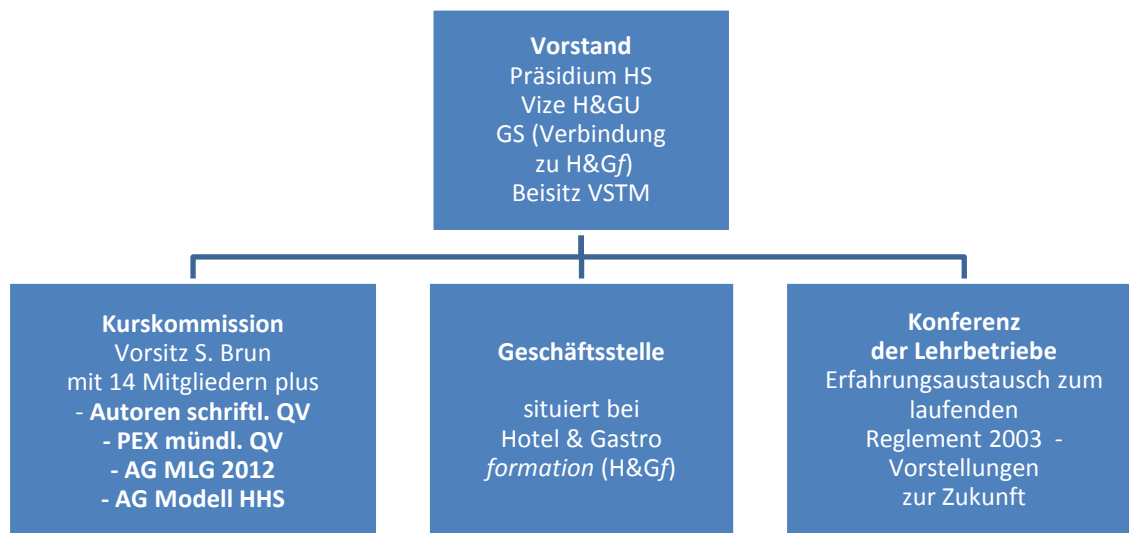 Vorstand
Präsidium HS
Vize H&GU
GS (Verbindung
zu H&Gf)
Beisitz VSTM
Kurskommission
Vorsitz S. Brun
mit 14 Mitgliedern plus
- Autoren schriftl. QV
- PEX mündl. QV
- AG MLG 2012
- AG Modell HHS
Geschäftsstelle
situiert bei
Hotel & Gastro
formation (H&Gf)
Konferenz
der Lehrbetriebe
Erfahrungsaustausch zum
laufenden
Reglement 2003 -
Vorstellungen
zur Zukunft